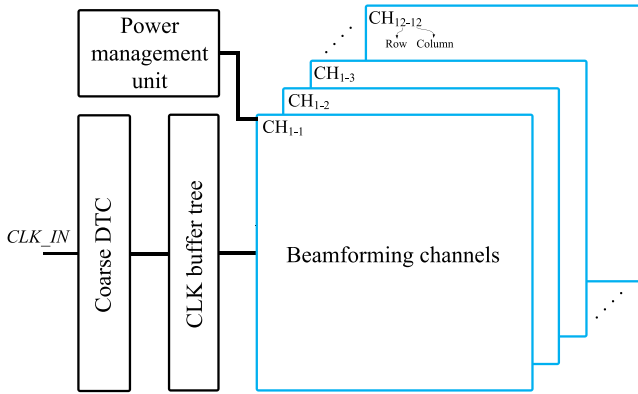 Power
management
unit
CH12-12
Row Column
CH1-3
CH1-2
CH1-1
CLK_IN
Coarse DTC
CLK buffer tree
Beamforming channels